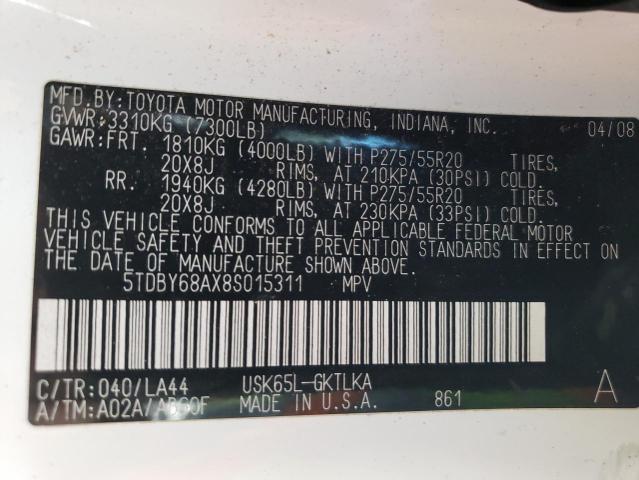 MFD. BY: TOYOTA MOTOR MANUFACTURING, INDIANA, INC. 04/08
GVWR: 3310KG (7300LB)
GAWR: FRT. 1810KG (4000LB) WITH P275/55R20 TIRES,
20X8J RIMS, AT 210KPA (30PSI) COLD.
RR. 1940KG (4280LB) WITH P275/55R20 TIRES,
20X8J RIMS, AT 230KPA (33PSI) COLD.
THIS VEHICLE CONFORMS TO ALL APPLICABLE FEDERAL MOTOR
VEHICLE SAFETY AND THEFT PREVENTION STANDARDS IN EFFECT ON
THE DATE OF MANUFACTURE SHOWN ABOVE.
5TDBY68AX8S015311 MPV
C/TR: 040/LA44 USK65L-GKTLKA
A/TM: A02A/AB60F MADE IN U.S.A. 861 A